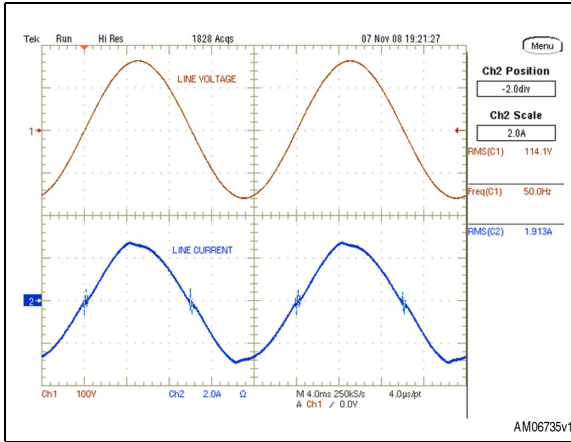 Tek Run Hi Res 1828 Acqs 07 Nov 08 19:21:27
Menu
Ch2 Position
-2.0div
Ch2 Scale
2.0A
LINE VOLTAGE
1
RMS(C1) 114.1V
Freq(C1) 50.0Hz
RMS(C2) 1.913A
LINE CURRENT
2
Ch1 100V Ch2 2.0A Ω M 4.0ms 250kS/s 4.0µs/pt
A Ch1 ∕ 0.0V
AM06735v1